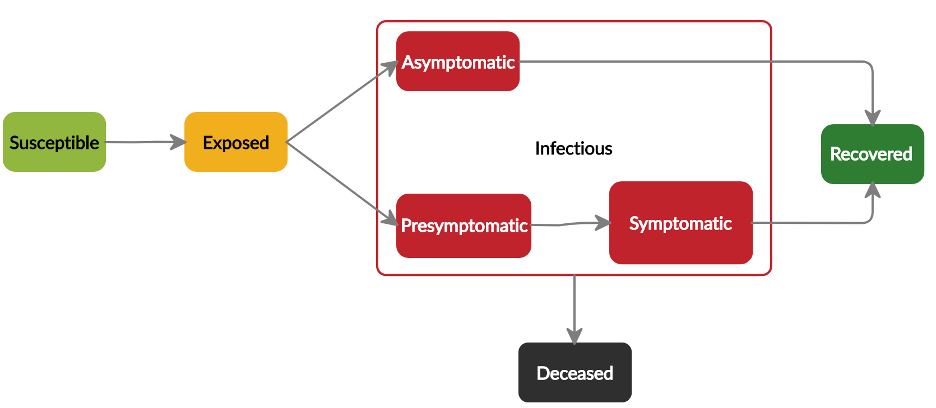 Asymptomatic
Susceptible
Exposed
Infectious
Recovered
Presymptomatic
Symptomatic
Deceased